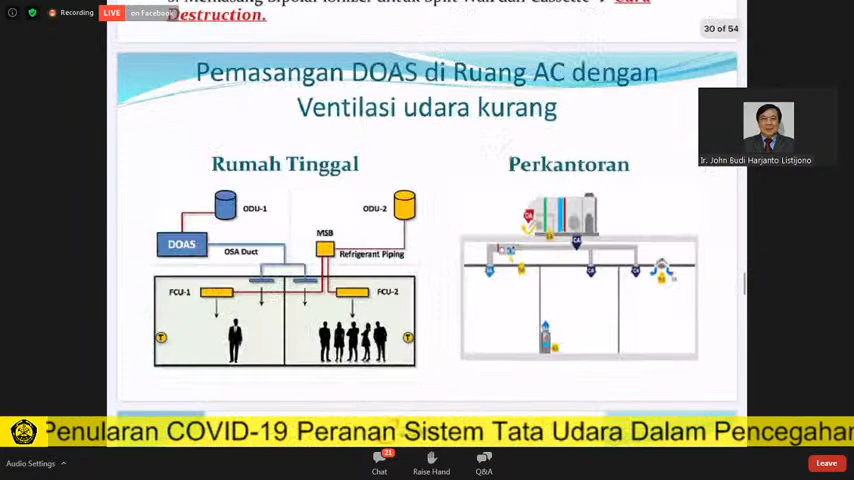 Recording
LIVE
on Facebook
Destruction.
30 of 54
Pemasangan DOAS di Ruang AC dengan
Ventilasi udara kurang
Ir. John Budi Harjanto Listijono
Rumah Tinggal
Perkantoran
ODU-1
ODU-2
DOAS
OSA Duct
MSB
Refrigerant Piping
FCU-1
FCU-2
T
T
OA
CA
Penularan COVID-19 Peranan Sistem Tata Udara Dalam Pencegahan
Audio Settings
21
Chat
Raise Hand
Q&A
Leave